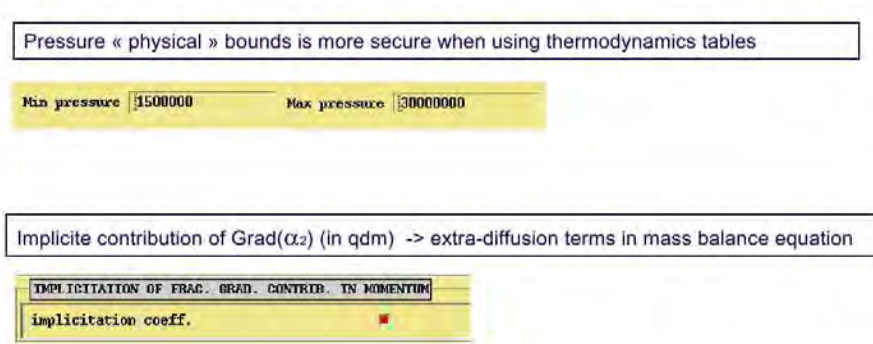 Pressure « physical » bounds is more secure when using thermodynamics tables
Min pressure 1500000 Max pressure 30000000
Implicite contribution of Grad(α₂) (in qdm) -> extra-diffusion terms in mass balance equation
IMPLICITATION OF FRAC. GRAD. CONTRIB. IN MOMENTUM
implicitation coeff.